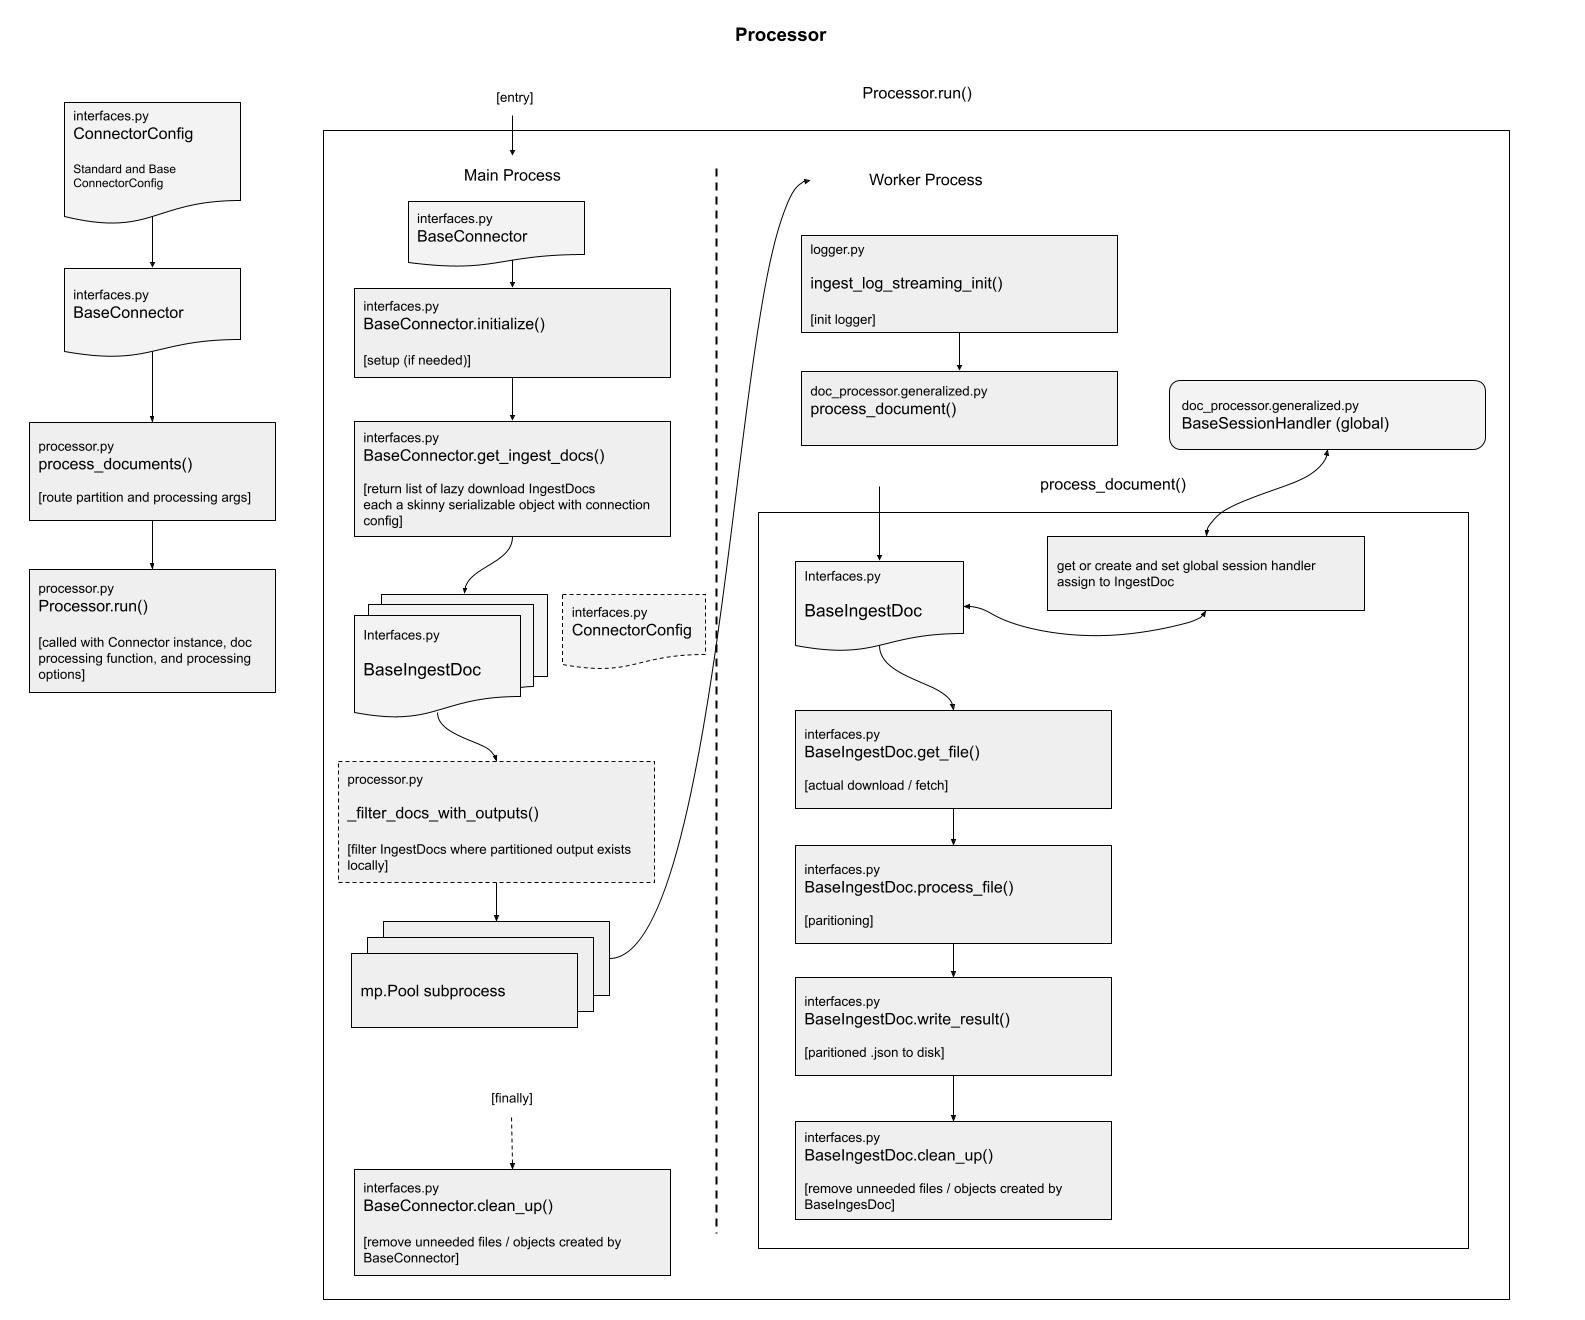 Processor
interfaces.py
ConnectorConfig
Standard and Base
ConnectorConfig
interfaces.py
BaseConnector
processor.py
process_documents()
[route partition and processing args]
processor.py
Processor.run()
[called with Connector instance, doc
processing function, and processing
options]
Processor.run()
[entry]
Main Process
interfaces.py
BaseConnector
interfaces.py
BaseConnector.initialize()
[setup (if needed)]
interfaces.py
BaseConnector.get_ingest_docs()
[return list of lazy download IngestDocs
each a skinny serializable object with connection
config]
Interfaces.py
BaseIngestDoc
interfaces.py
ConnectorConfig
processor.py
_filter_docs_with_outputs()
[filter IngestDocs where partitioned output exists
locally]
mp.Pool subprocess
[finally]
interfaces.py
BaseConnector.clean_up()
[remove unneeded files / objects created by
BaseConnector]
Worker Process
logger.py
ingest_log_streaming_init()
[init logger]
doc_processor.generalized.py
process_document()
doc_processor.generalized.py
BaseSessionHandler (global)
process_document()
Interfaces.py
BaseIngestDoc
get or create and set global session handler
assign to IngestDoc
interfaces.py
BaseIngestDoc.get_file()
[actual download / fetch]
interfaces.py
BaseIngestDoc.process_file()
[paritioning]
interfaces.py
BaseIngestDoc.write_result()
[paritioned .json to disk]
interfaces.py
BaseIngestDoc.clean_up()
[remove unneeded files / objects created by
BaseIngesDoc]